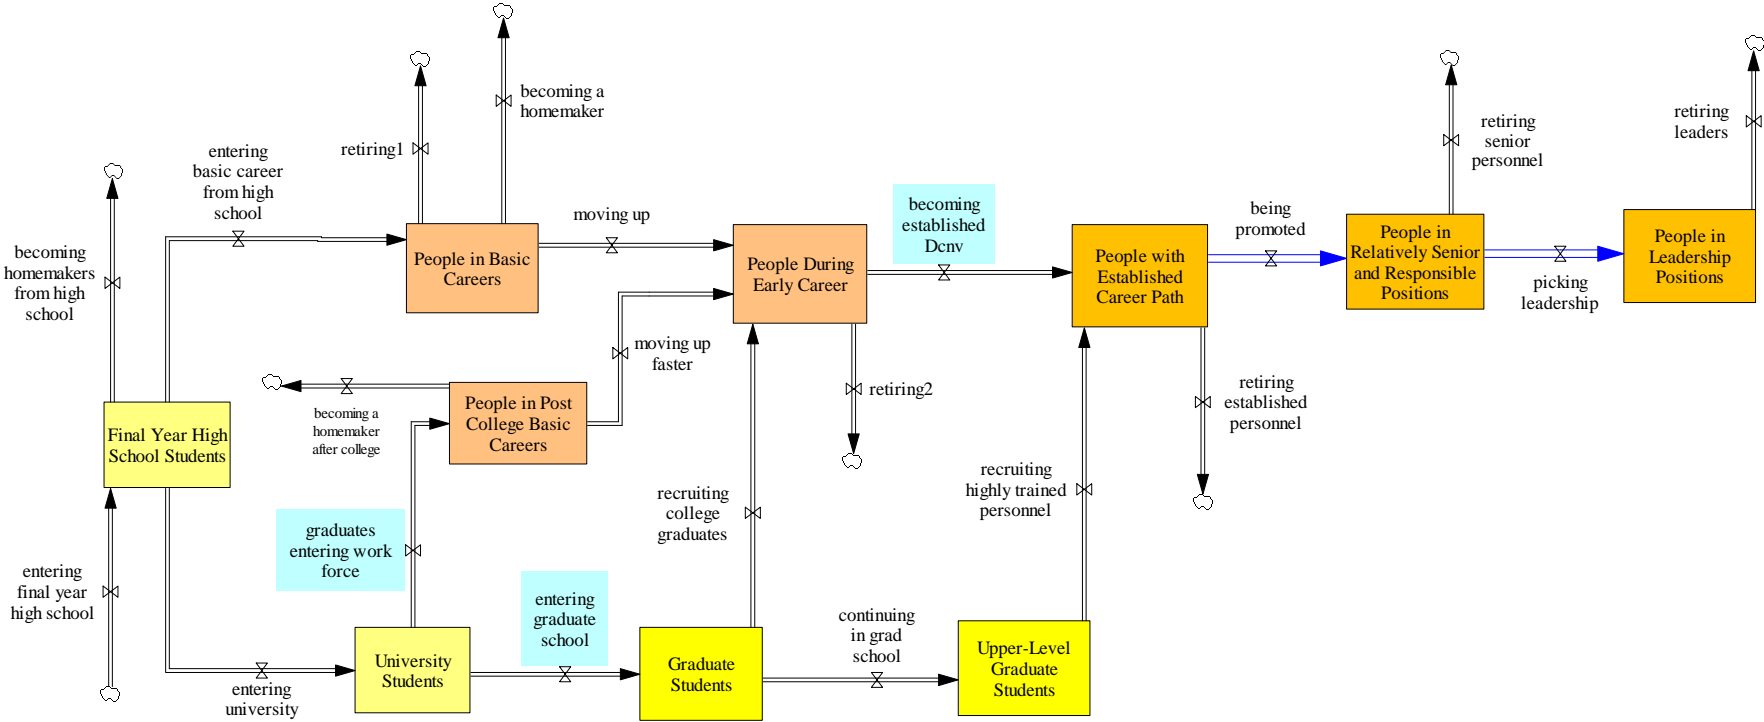 becoming a
homemaker
retiring1
entering
basic career
from high
school
becoming
homemakers
from high
school
People in Basic
Careers
moving up
People During
Early Career
becoming
established
Dcnv
People with
Established
Career Path
being
promoted
People in
Relatively Senior
and Responsible
Positions
retiring
senior
personnel
picking
leadership
People in
Leadership
Positions
retiring
leaders
moving up
faster
retiring2
retiring
established
personnel
becoming a
homemaker
after college
People in Post
College Basic
Careers
Final Year High
School Students
entering
final year
high school
graduates
entering work
force
entering
graduate
school
recruiting
college
graduates
recruiting
highly trained
personnel
continuing
in grad
school
entering
university
University
Students
Graduate
Students
Upper-Level
Graduate
Students